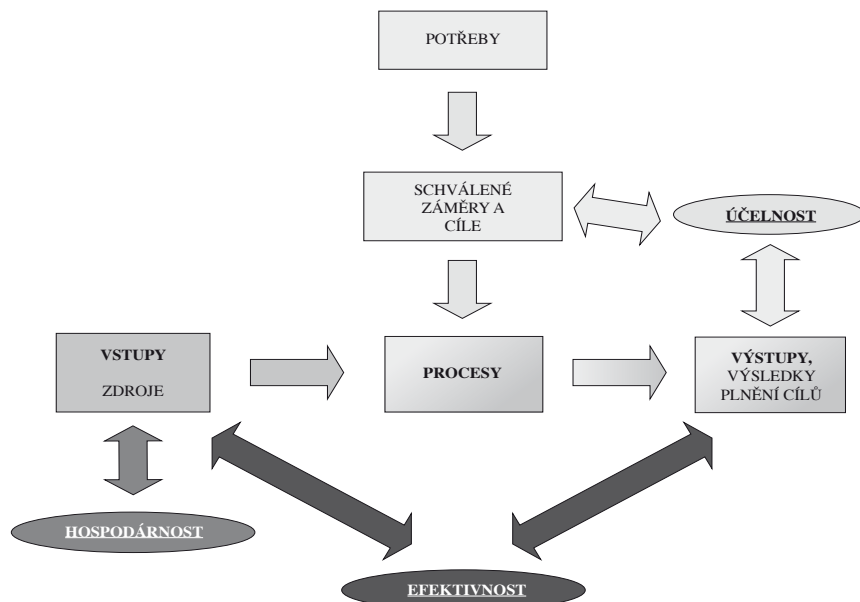 POTŘEBY
SCHVÁLENÉ
ZÁMĚRY A
CÍLE
ÚČELNOST
VSTUPY
ZDROJE
PROCESY
VÝSTUPY,
VÝSLEDKY
PLNĚNÍ CÍLŮ
HOSPODÁRNOST
EFEKTIVNOST